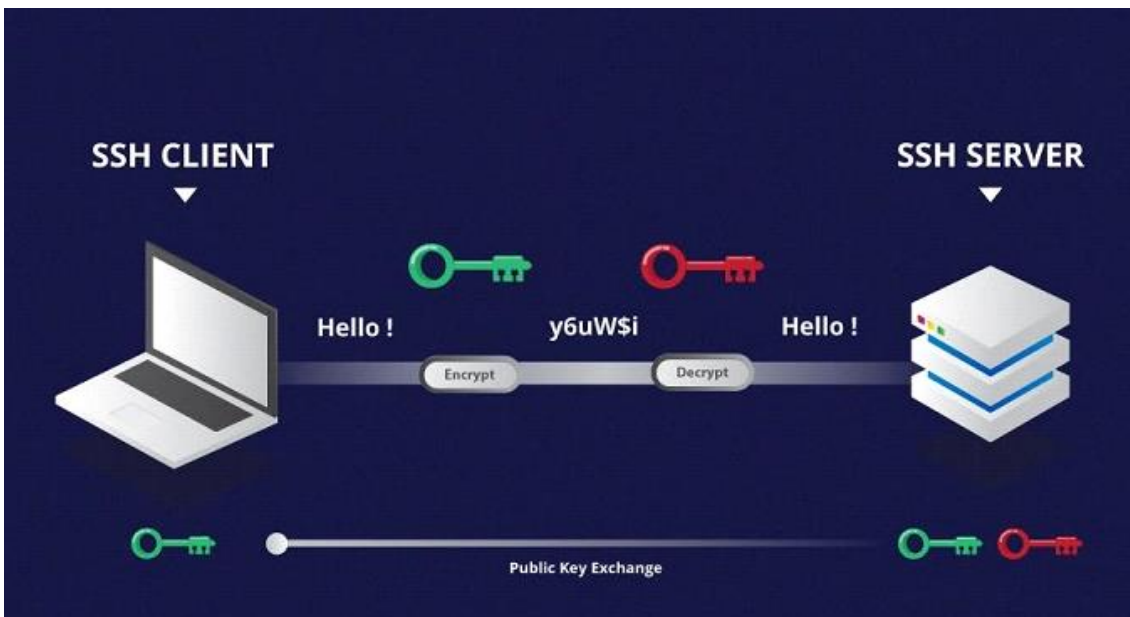 SSH CLIENT
SSH SERVER
Hello !
y6uW$i
Hello !
Encrypt
Decrypt
Public Key Exchange